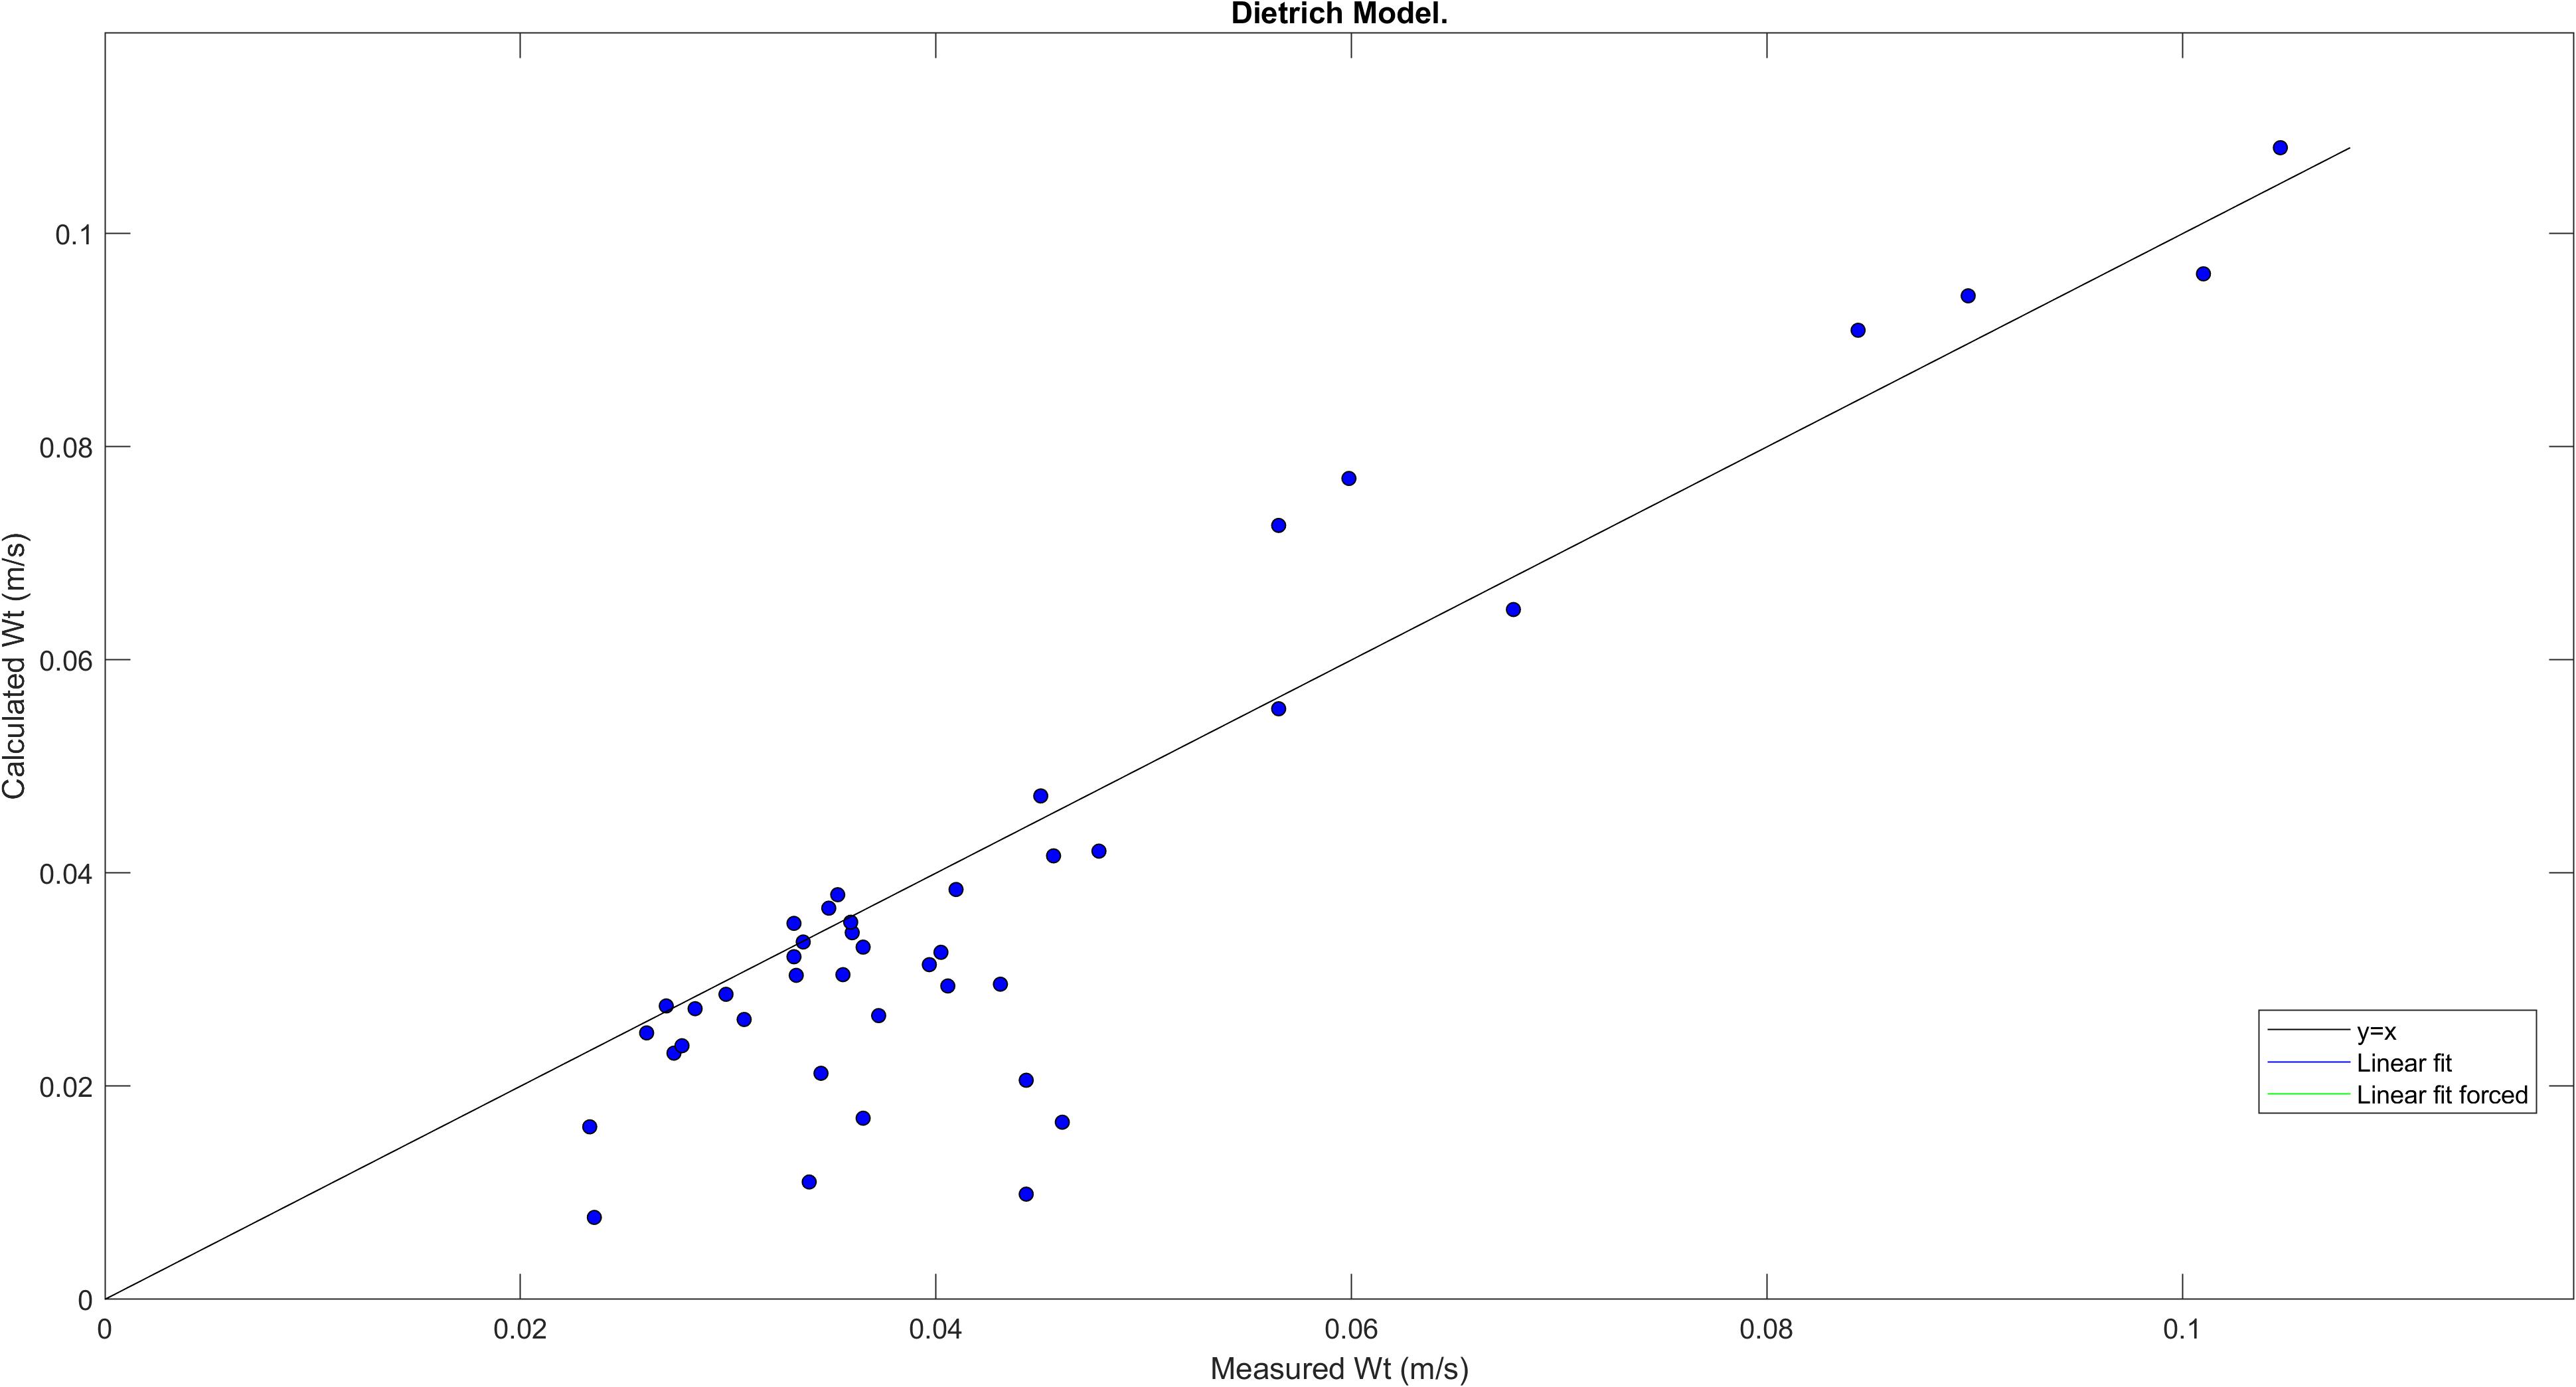 Dietrich Model.
Calculated Wt (m/s)
0.1
0.08
0.06
0.04
0.02
0
y=x
Linear fit
Linear fit forced
0 0.02 0.04 0.06 0.08 0.1
Measured Wt (m/s)